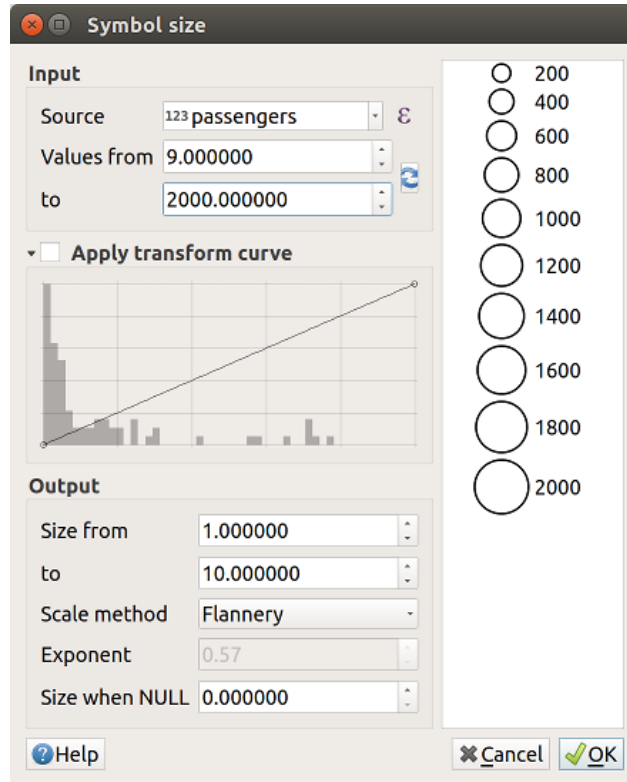 Symbol size
Input
Source 123 passengers ε
Values from 9.000000
to 2000.000000
Apply transform curve
Output
Size from 1.000000
to 10.000000
Scale method Flannery
Exponent 0.57
Size when NULL 0.000000
200
400
600
800
1000
1200
1400
1600
1800
2000
Help
Cancel
OK